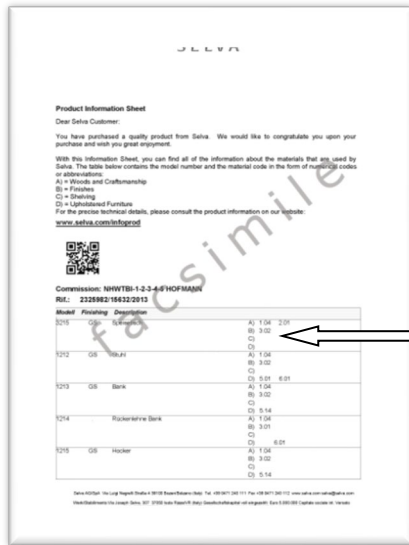 SELVA
Product Information Sheet
Dear Selva Customer:
You have purchased a quality product from Selva. We would like to congratulate you upon your
purchase and wish you great enjoyment.
With this Information Sheet, you can find all of the information about the materials that are used by
Selva. The table below contains the model number and the material code in the form of numerical codes
or abbreviations:
A) = Woods and Craftsmanship
B) = Finishes
C) = Shelving
D) = Upholstered Furniture
For the precise technical details, please consult the product information on our website:
www.selva.com/infoprod
facsimile
Commission: NHWTBI-1-2-3-4-0 HOFMANN
Rif.: 2325982/15632/2013
Modell Finishing Description
3215 GS A) 1.04 2.01
B) 3.02
C)
D)
1212 GS Stuhl A) 1.04
B) 3.02
C)
D) 5.01 6.01
1213 GS Bank A) 1.04
B) 3.02
C)
D) 5.14
1214 Rückenlehne Bank A) 1.04
B) 3.01
C)
D) 6.01
1215 GS Hocker A) 1.04
B) 3.02
C)
D) 5.14